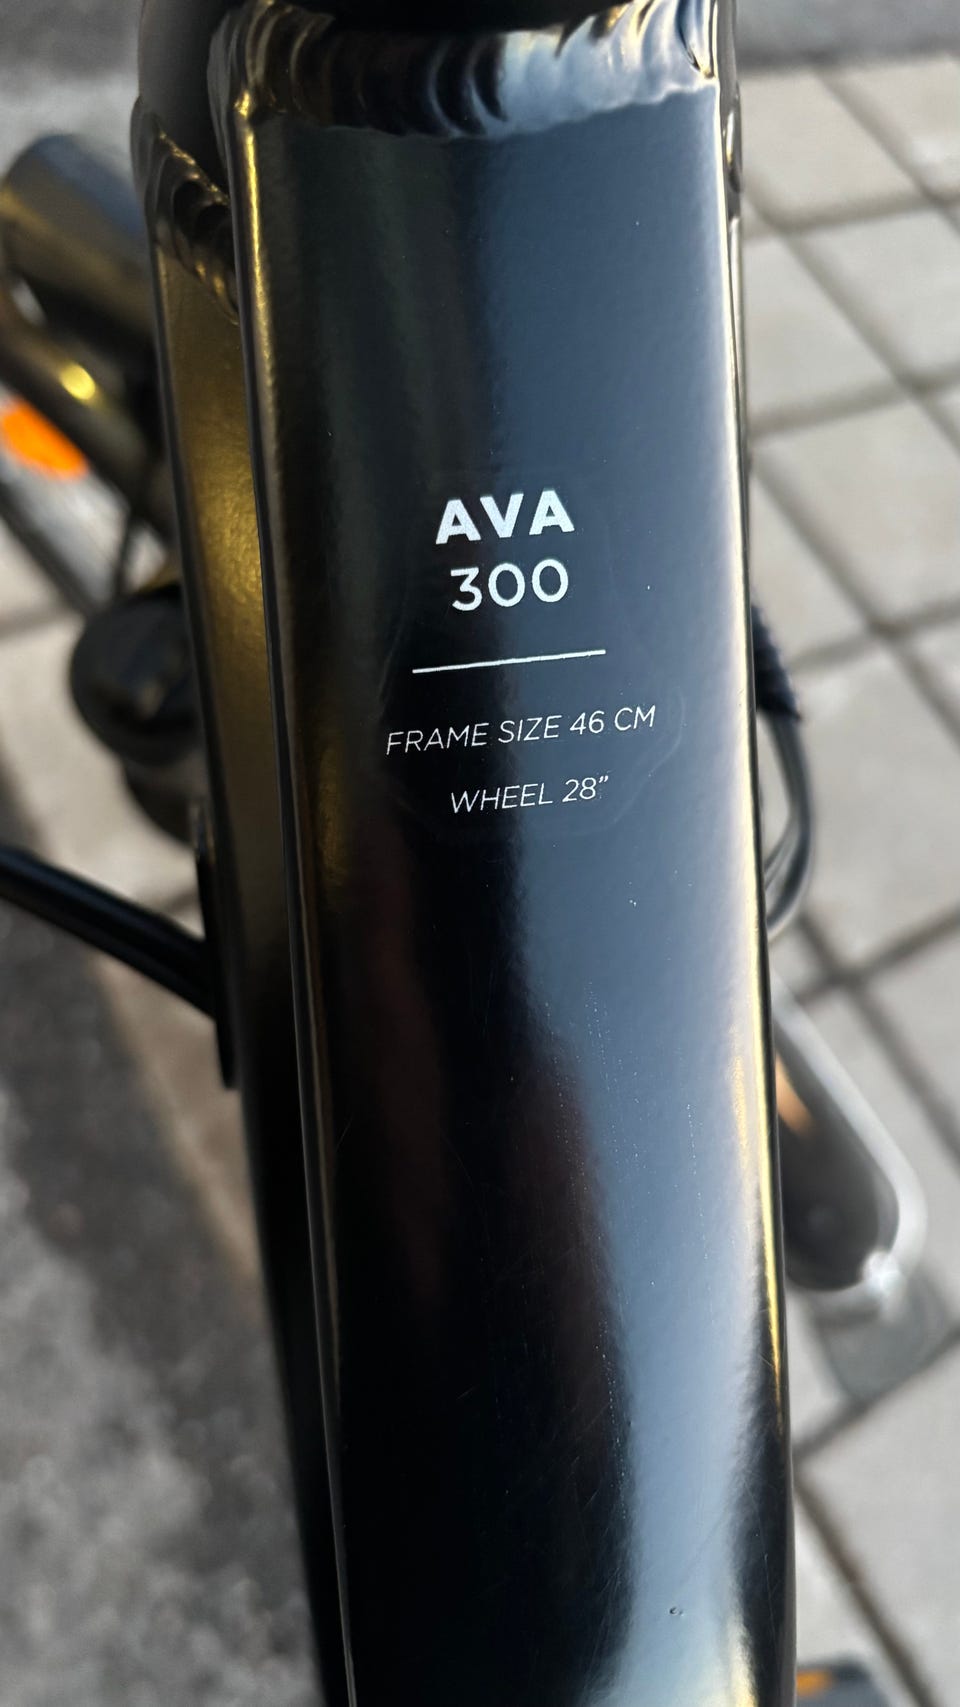 AVA
300
FRAME SIZE 46 CM
WHEEL 28”